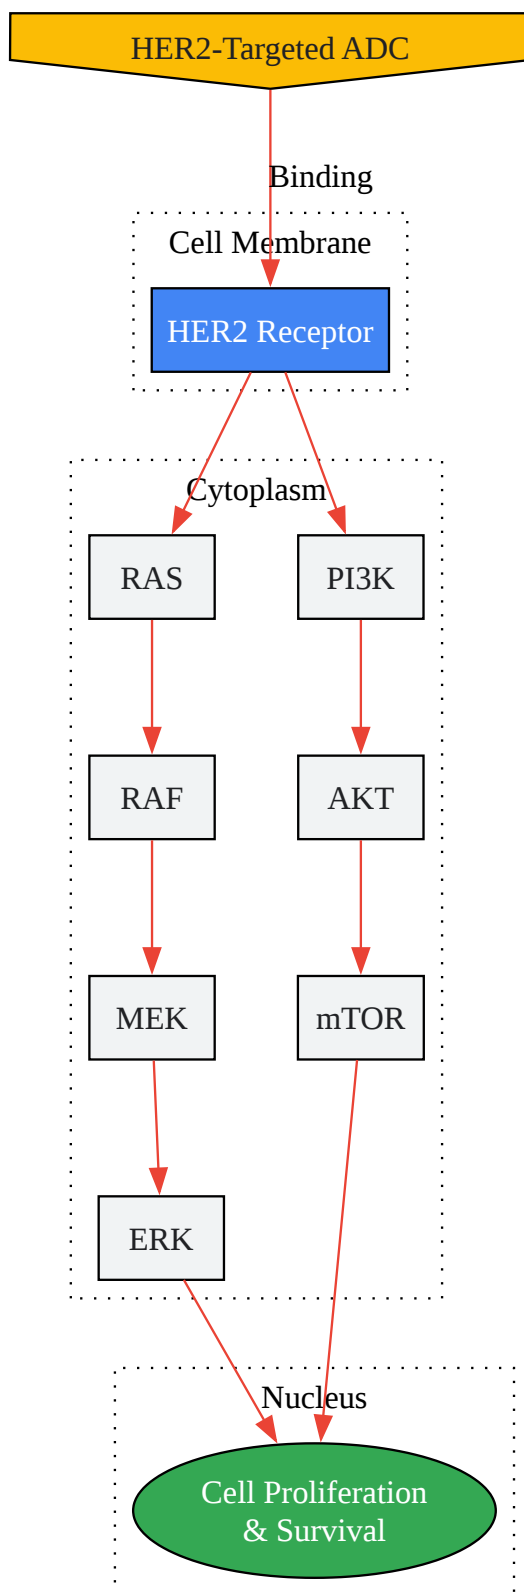 HER2-Targeted ADC
Binding
Cell Membrane
HER2 Receptor
Cytoplasm
RAS
PI3K
RAF
AKT
MEK
mTOR
ERK
Nucleus
Cell Proliferation
& Survival